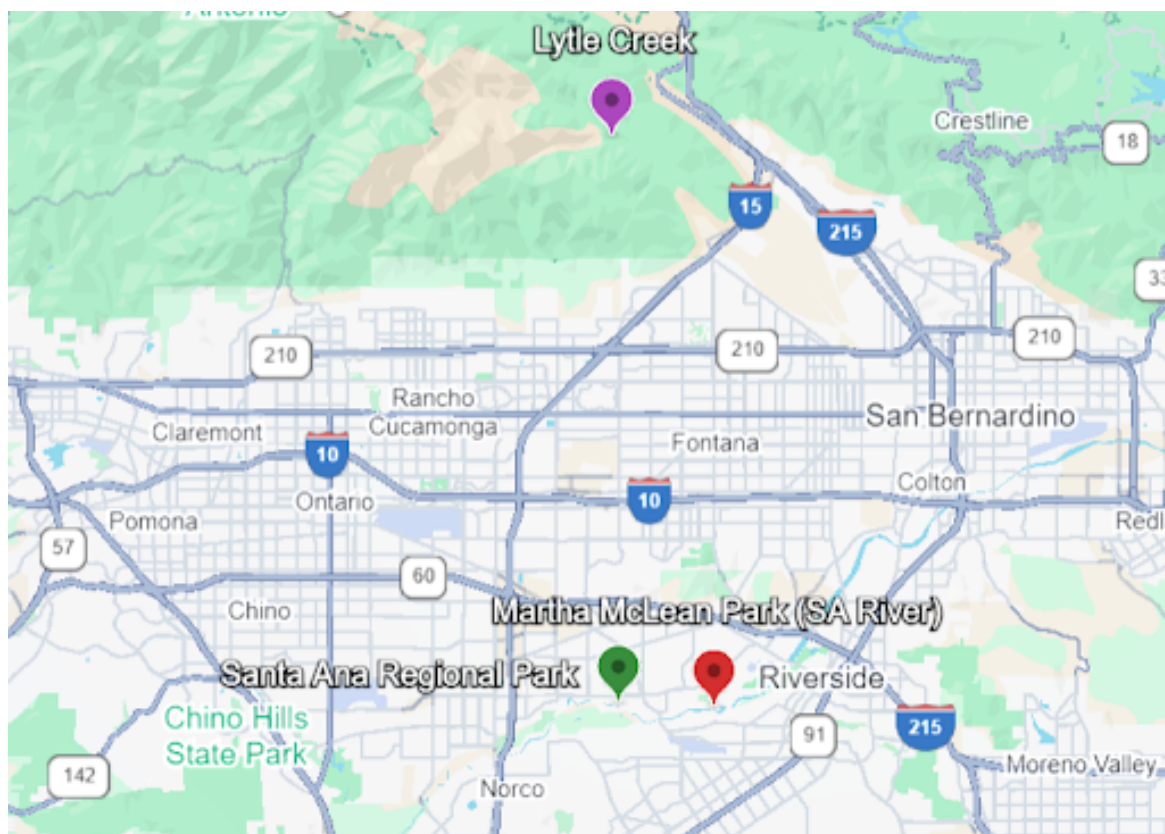 Antonio
Lytle Creek
Crestline
18
15
215
33
210
210
210
Rancho
Cucamonga
San Bernardino
Claremont
Fontana
10
Colton
Ontario
10
Pomona
Redl
57
60
Chino
Martha McLean Park (SA River)
Santa Ana Regional Park
Riverside
Chino Hills
State Park
91
215
142
Norco
Moreno Valley